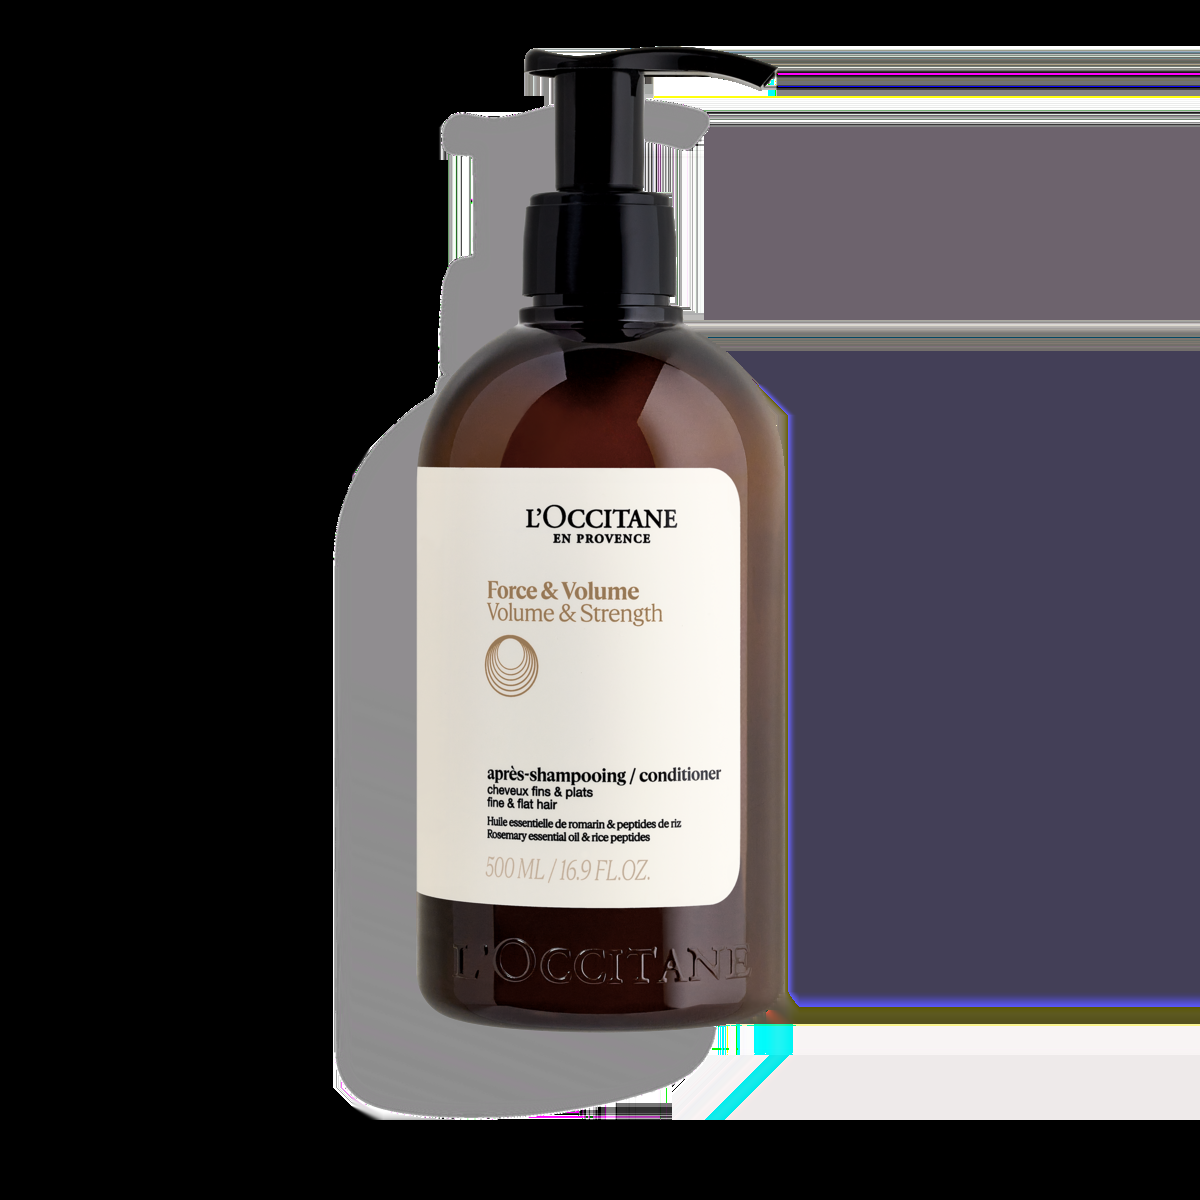 L'OCCITANE
EN PROVENCE
Force & Volume
Volume & Strength
après-shampooing / conditioner
cheveux fins & plats
fine & flat hair
Huile essentielle de romarin & peptides de riz
Rosemary essential oil & rice peptides
500 ML / 16.9 FL.OZ.
L'OCCITANE